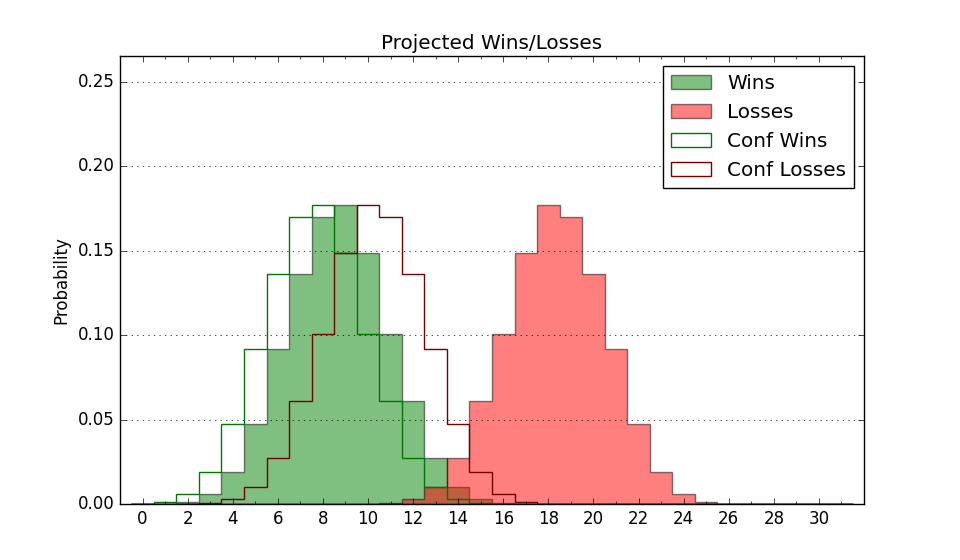 Projected Wins/Losses
Wins
Losses
Conf Wins
Conf Losses
Probability
0.25
0.20
0.15
0.10
0.05
0.00
0 2 4 6 8 10 12 14 16 18 20 22 24 26 28 30